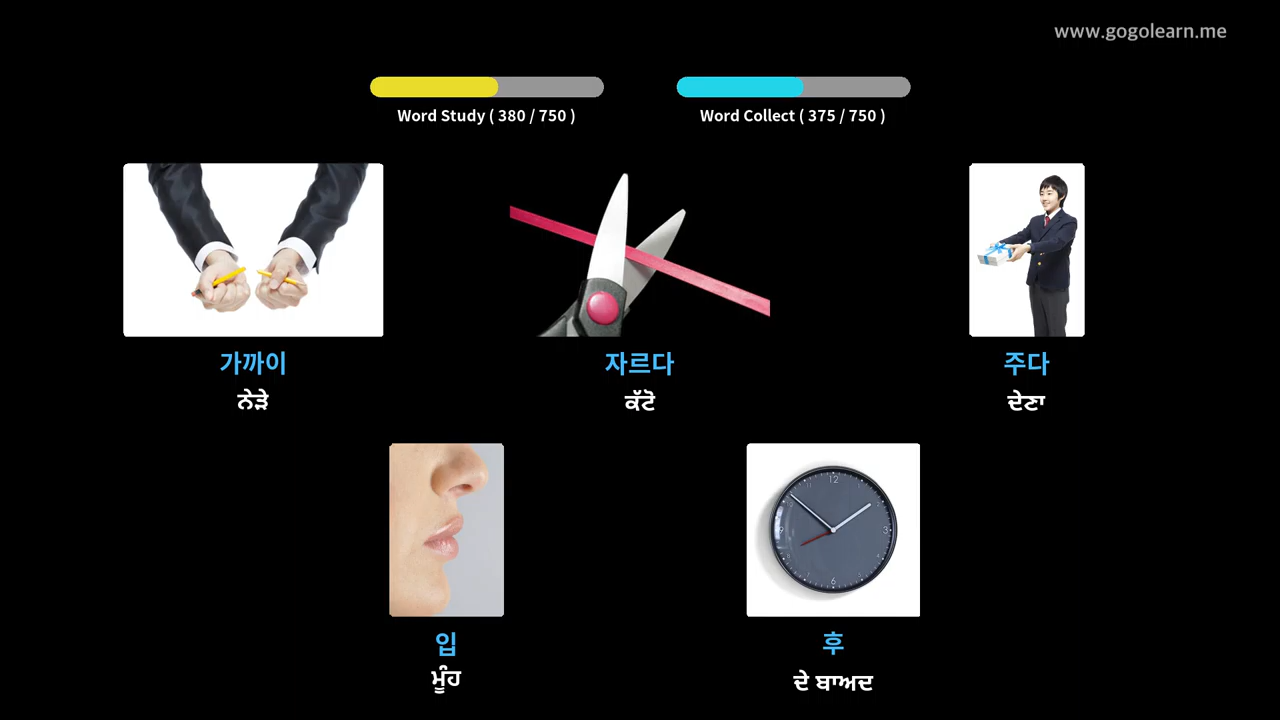 www.gogolearn.me
Word Study ( 380 / 750 )
Word Collect ( 375 / 750 )
가까이
ਨੇੜੇ
자르다
ਕੱਟੋ
주다
ਦੇਣਾ
입
ਮੂੰਹ
후
ਦੇ ਬਾਅਦ